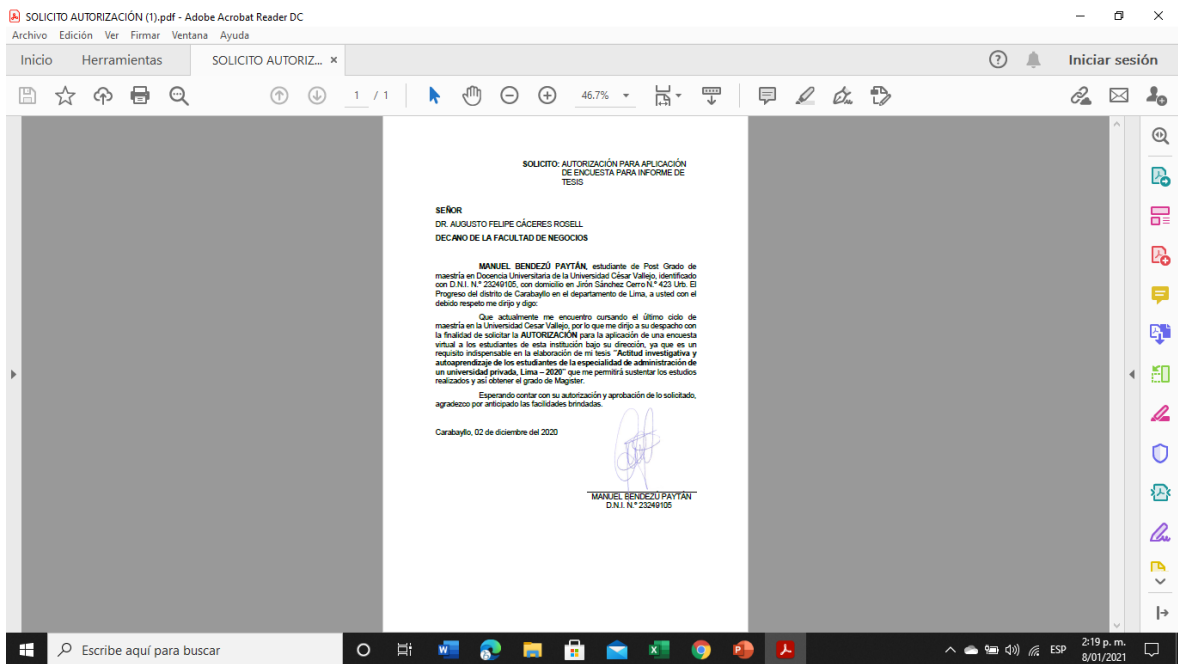 SOLICITO AUTORIZACIÓN (1).pdf - Adobe Acrobat Reader DC
Archivo Edición Ver Firmar Ventana Ayuda
Inicio Herramientas SOLICITO AUTORIZ... × Iniciar sesión
1 / 1 46.7%
SOLICITO: AUTORIZACIÓN PARA APLICACIÓN
DE ENCUESTA PARA INFORME DE
TESIS
SEÑOR
DR. AUGUSTO FELIPE CÁCERES ROSELL
DECANO DE LA FACULTAD DE NEGOCIOS
MANUEL BENDEZÚ PAYTÁN, estudiante de Post Grado de
maestría en Docencia Universitaria de la Universidad César Vallejo, identificado
con D.N.I. N.º 23249105, con domicilio en Jirón Sánchez Cerro N.º 423 Urb. El
Progreso del distrito de Carabayllo en el departamento de Lima, a usted con el
debido respeto me dirijo y digo:
Que actualmente me encuentro cursando el último ciclo de
maestría en la Universidad Cesar Vallejo, por lo que me dirijo a su despacho con
la finalidad de solicitar la AUTORIZACIÓN para la aplicación de una encuesta
virtual a los estudiantes de esta institución bajo su dirección, ya que es un
requisito indispensable en la elaboración de mi tesis "Actitud investigativa y
autoaprendizaje de los estudiantes de la especialidad de administración de
un universidad privada, Lima – 2020" que me permitirá sustentar los estudios
realizados y así obtener el grado de Magister.
Esperando contar con su autorización y aprobación de lo solicitado,
agradezco por anticipado las facilidades brindadas.
Carabayllo, 02 de diciembre del 2020
MANUEL BENDEZÚ PAYTÁN
D.N.I. N.º 23249105
Escribe aquí para buscar
ESP
2:19 p. m.
8/01/2021